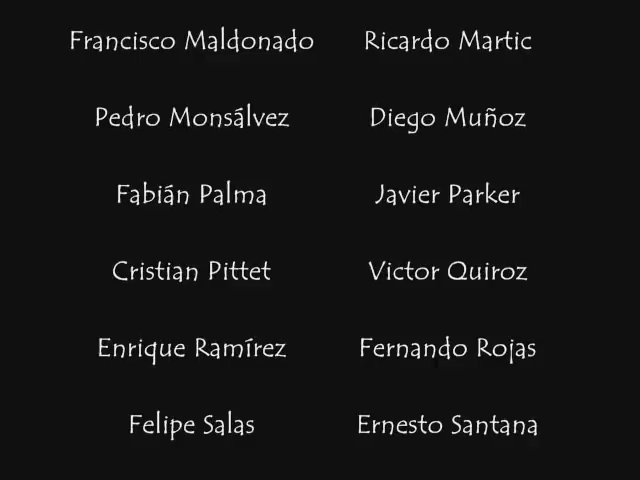 Francisco Maldonado Ricardo Martic
Pedro Monsálvez Diego Muñoz
Fabián Palma Javier Parker
Cristian Pittet Victor Quiroz
Enrique Ramírez Fernando Rojas
Felipe Salas Ernesto Santana